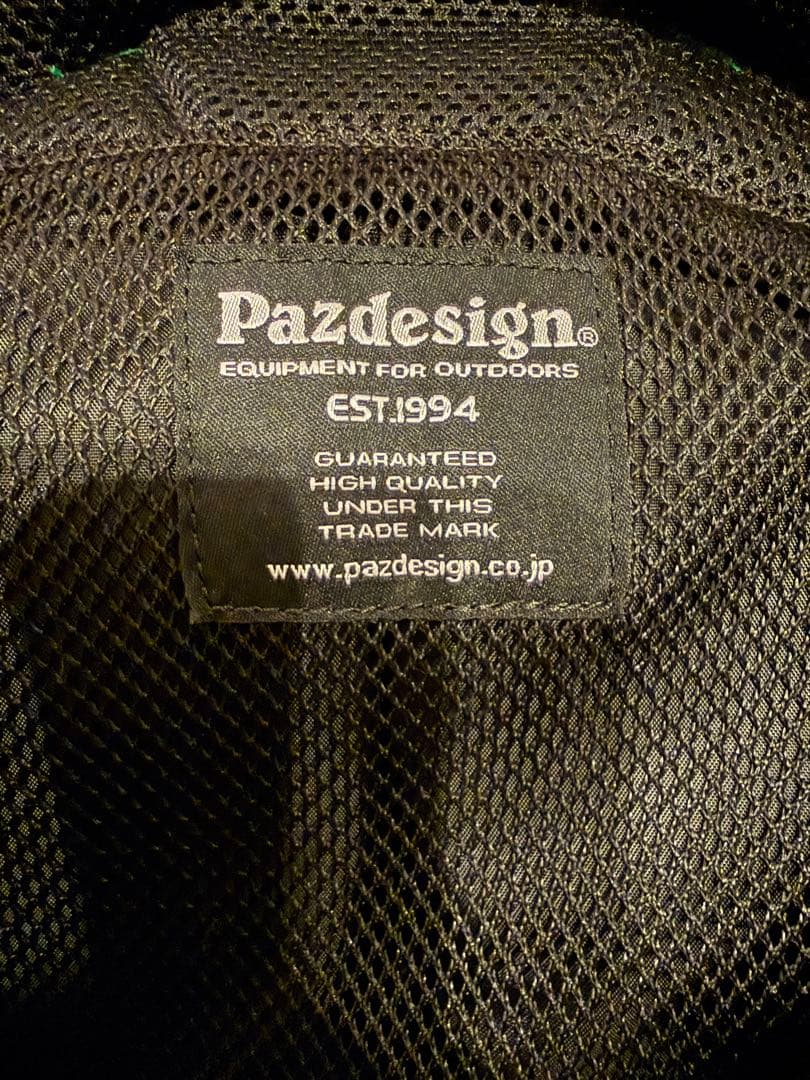 Pazdesign®
EQUIPMENT FOR OUTDOORS
EST.1994
GUARANTEED
HIGH QUALITY
UNDER THIS
TRADE MARK
www.pazdesign.co.jp